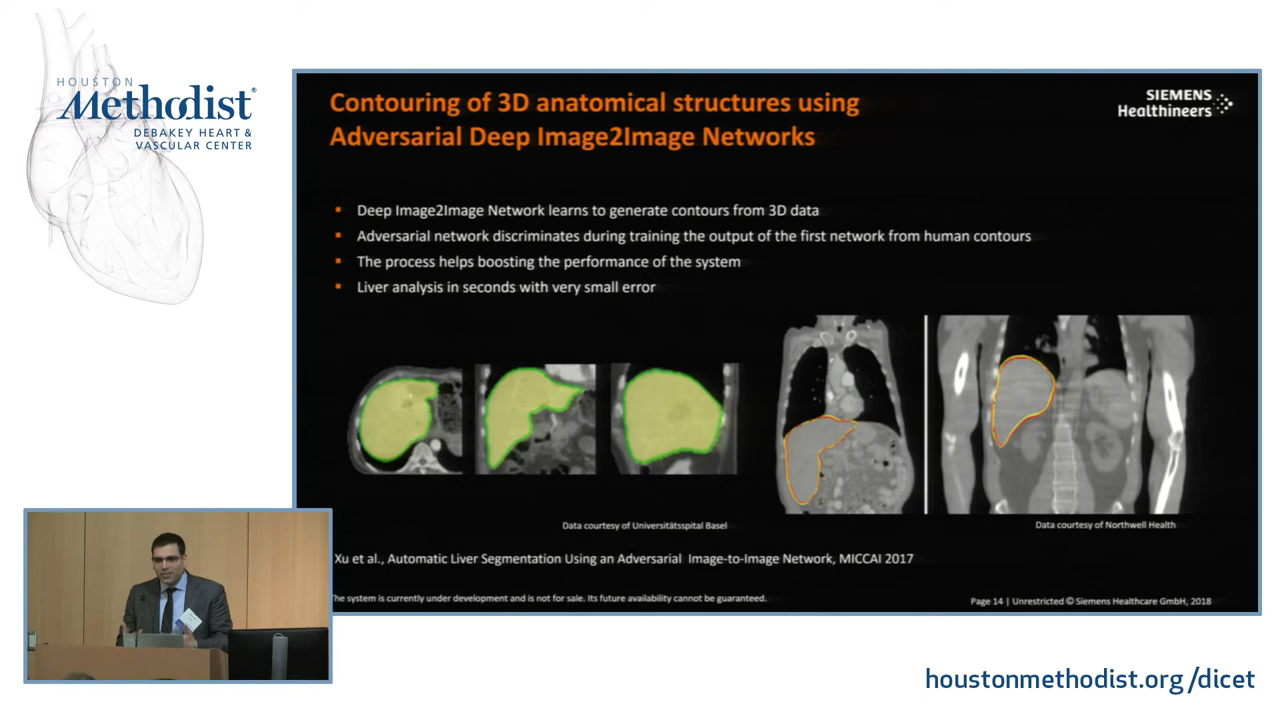 HOUSTON
Methodist®
DEBAKEY HEART &
VASCULAR CENTER
Contouring of 3D anatomical structures using
Adversarial Deep Image2Image Networks
SIEMENS
Healthineers
Deep Image2Image Network learns to generate contours from 3D data
Adversarial network discriminates during training the output of the first network from human contours
The process helps boosting the performance of the system
Liver analysis in seconds with very small error
Data courtesy of Universitätsspital Basel
Data courtesy of Northwell Health
Xu et al., Automatic Liver Segmentation Using an Adversarial Image-to-Image Network, MICCAI 2017
The system is currently under development and is not for sale. Its future availability cannot be guaranteed.
Page 14 | Unrestricted © Siemens Healthcare GmbH, 2018
houstonmethodist.org/dicet